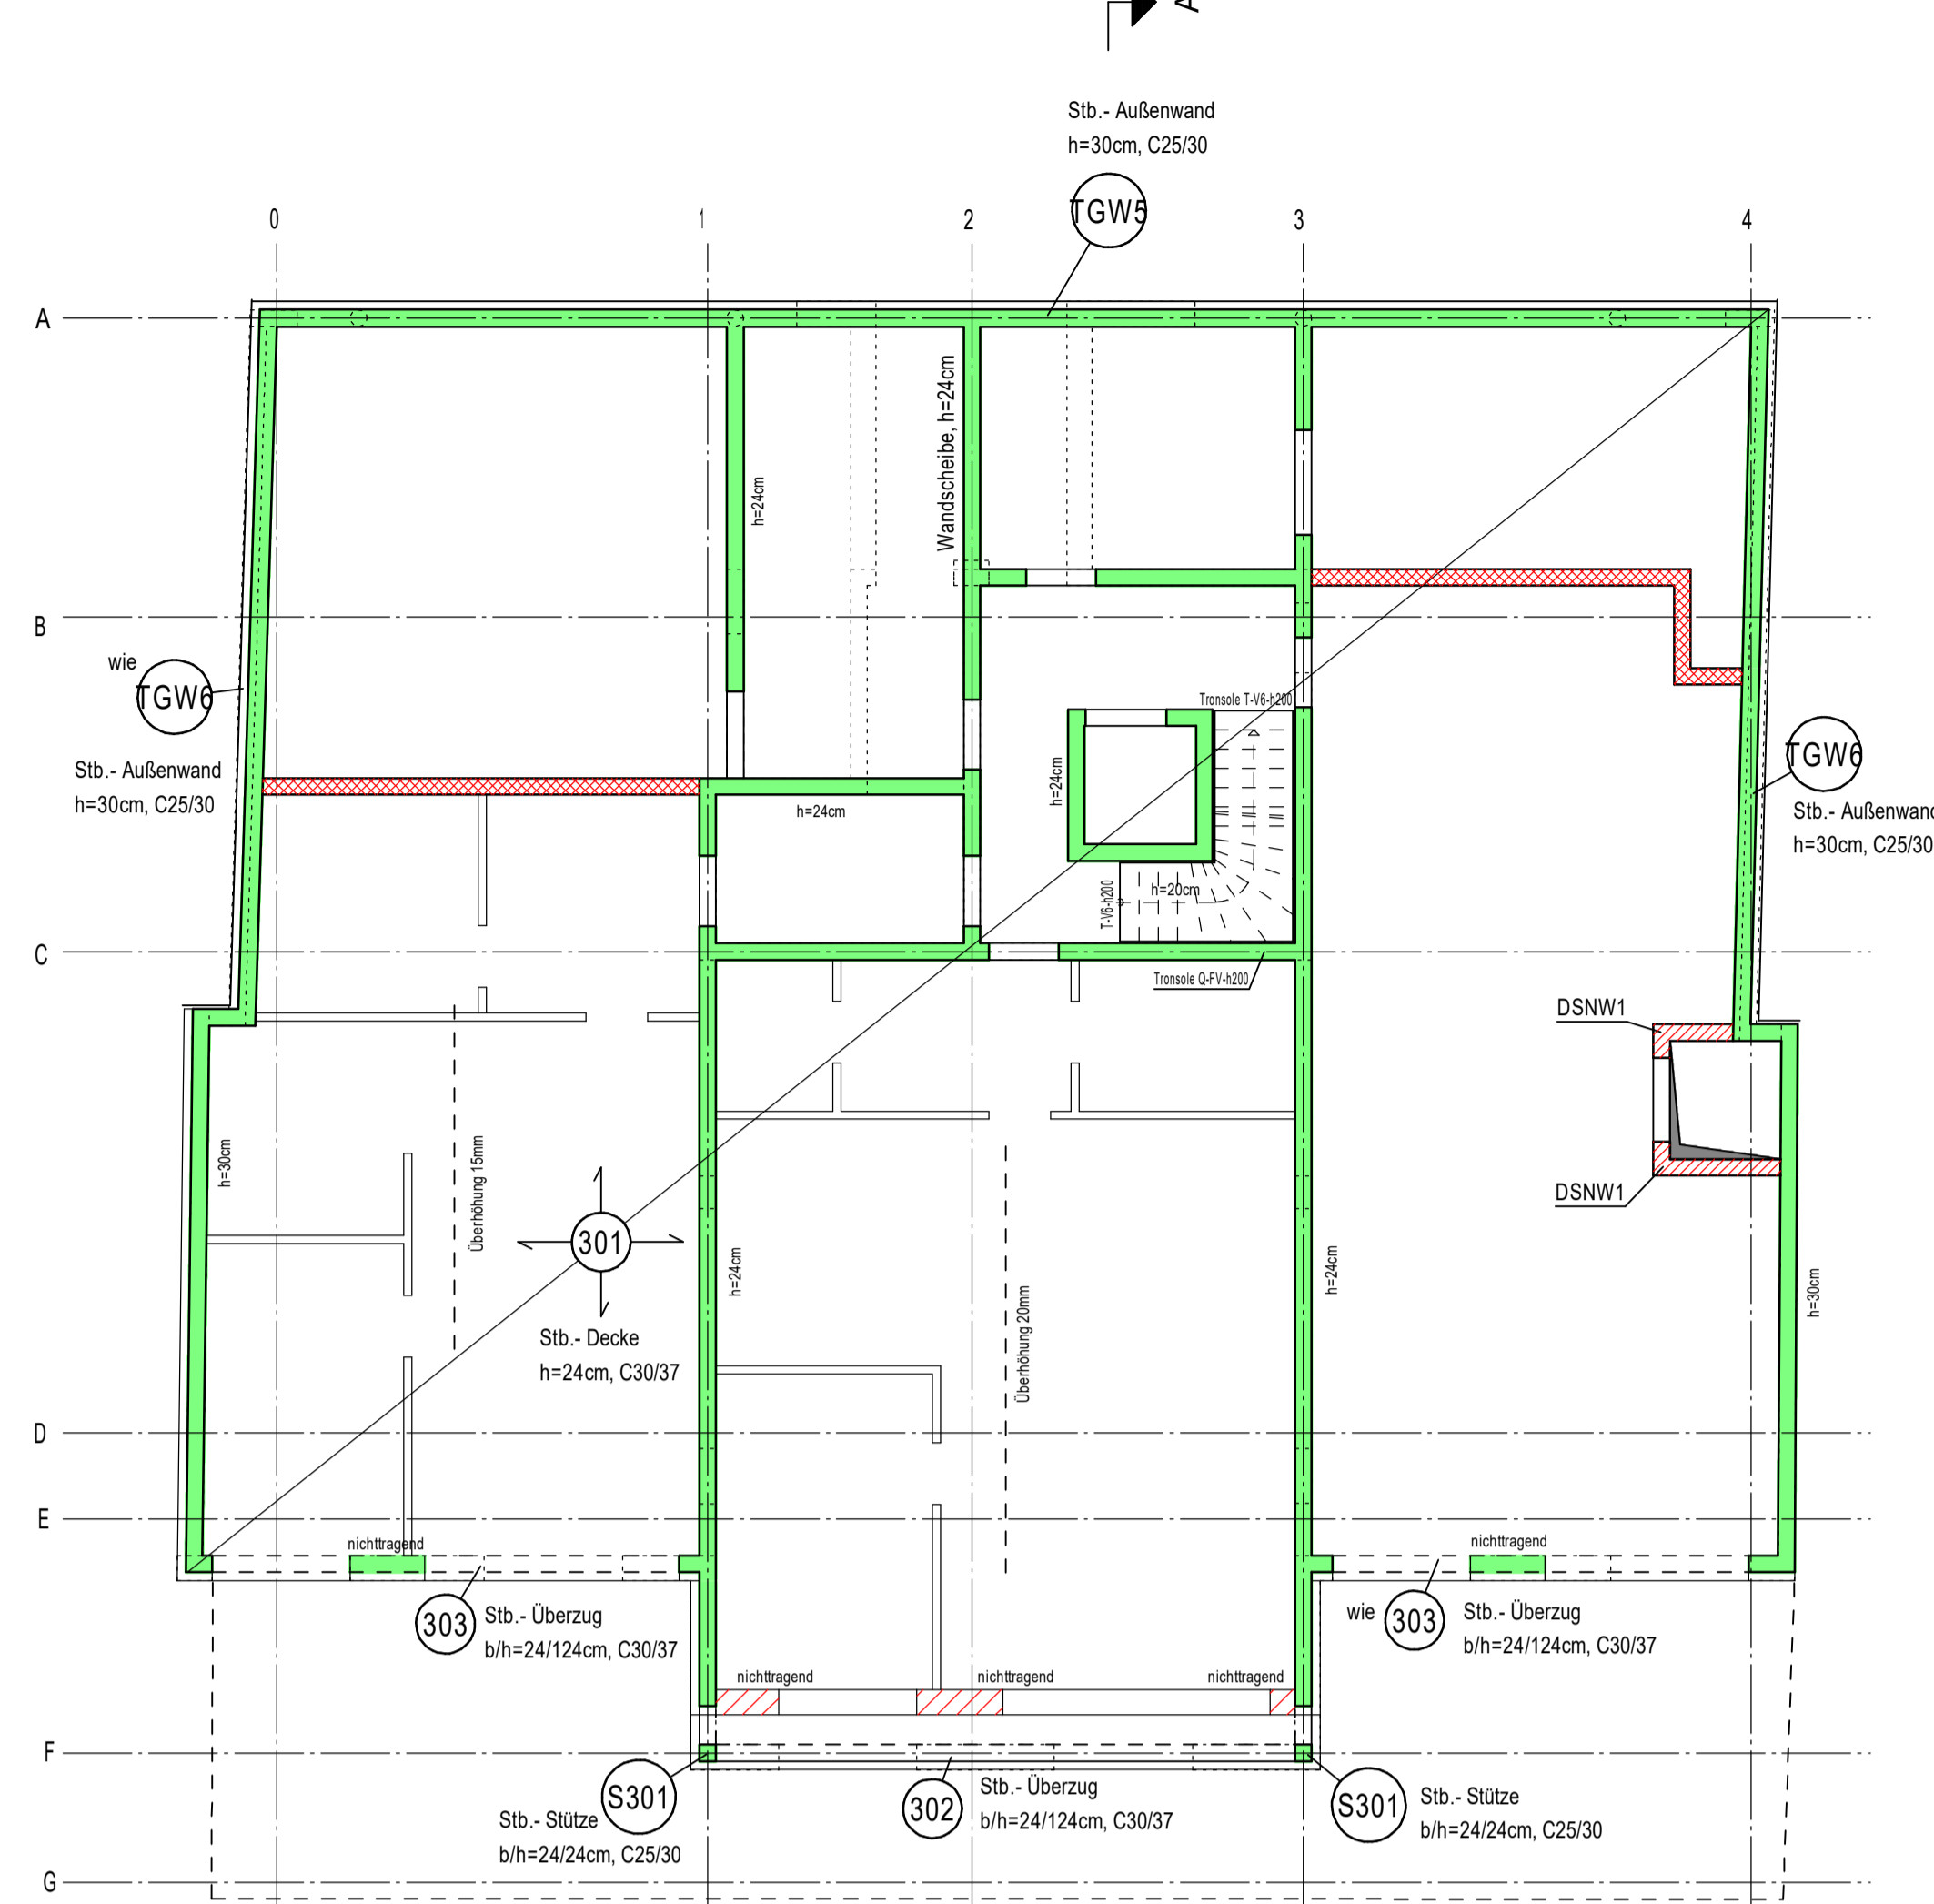 A
Stb.- Außenwand
h=30cm, C25/30
TGW5
0
1
2
3
4
A
Wandscheibe, h=24cm
h=24cm
B
wie
TGW6
Stb.- Außenwand
h=30cm, C25/30
Tronsole T-V6-h200
TGW6
Stb.- Außenwand
h=30cm, C25/30
h=24cm
h=24cm
h=20cm
T-V6-h200
C
Tronsole Q-FV-h200
DSNW1
DSNW1
h=30cm
Überhöhung 15mm
301
Stb.- Decke
h=24cm, C30/37
h=24cm
Überhöhung 20mm
h=24cm
h=30cm
D
E
nichttragend
nichttragend
303
Stb.- Überzug
b/h=24/124cm, C30/37
wie
303
Stb.- Überzug
b/h=24/124cm, C30/37
nichttragend
nichttragend
nichttragend
F
S301
Stb.- Stütze
b/h=24/24cm, C25/30
302
Stb.- Überzug
b/h=24/124cm, C30/37
S301
Stb.- Stütze
b/h=24/24cm, C25/30
G